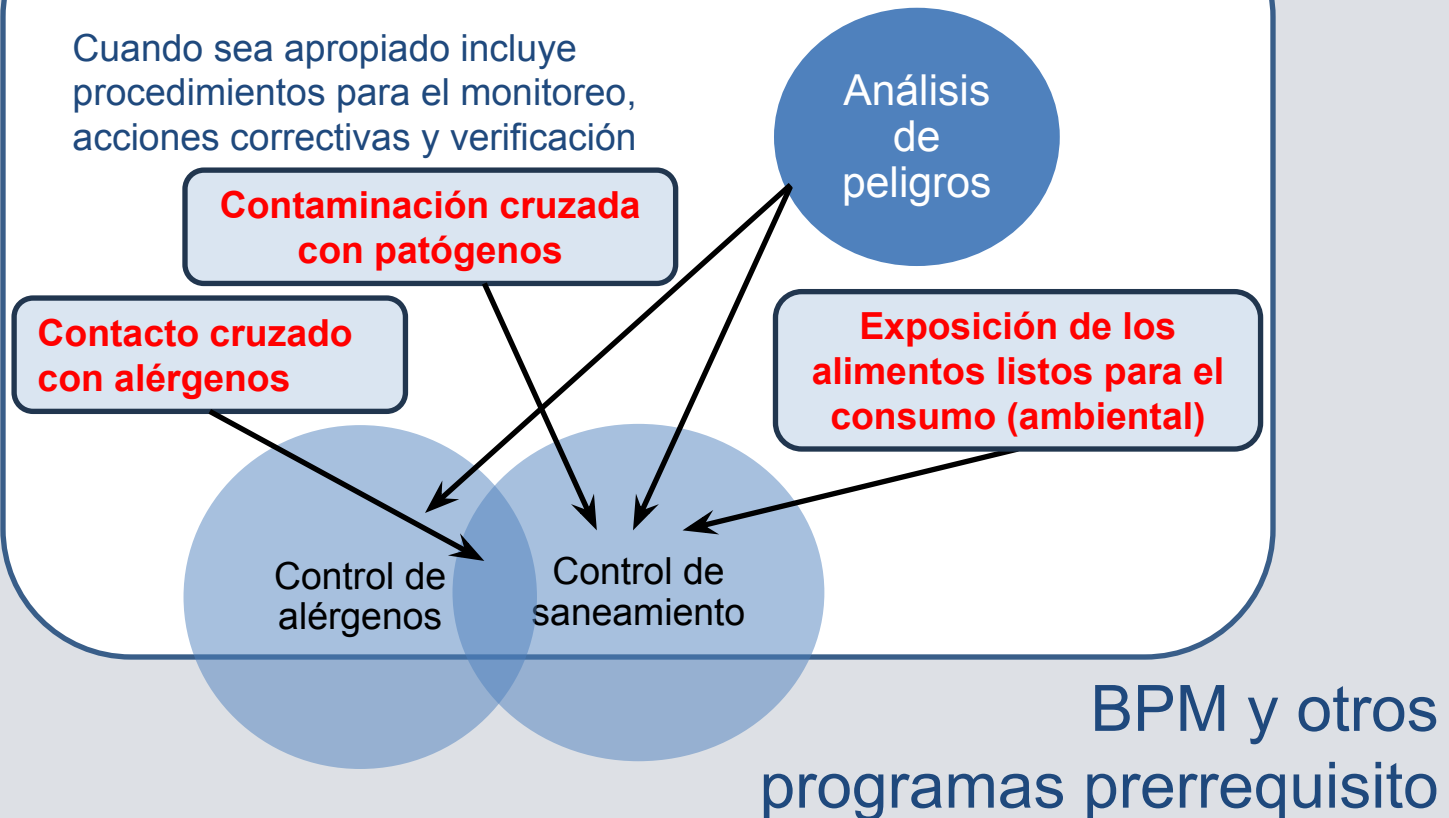 Cuando sea apropiado incluye
procedimientos para el monitoreo,
acciones correctivas y verificación
Análisis
de
peligros
Contaminación cruzada
con patógenos
Contacto cruzado
con alérgenos
Exposición de los
alimentos listos para el
consumo (ambiental)
Control de
alérgenos
Control de
saneamiento
BPM y otros
programas prerrequisito